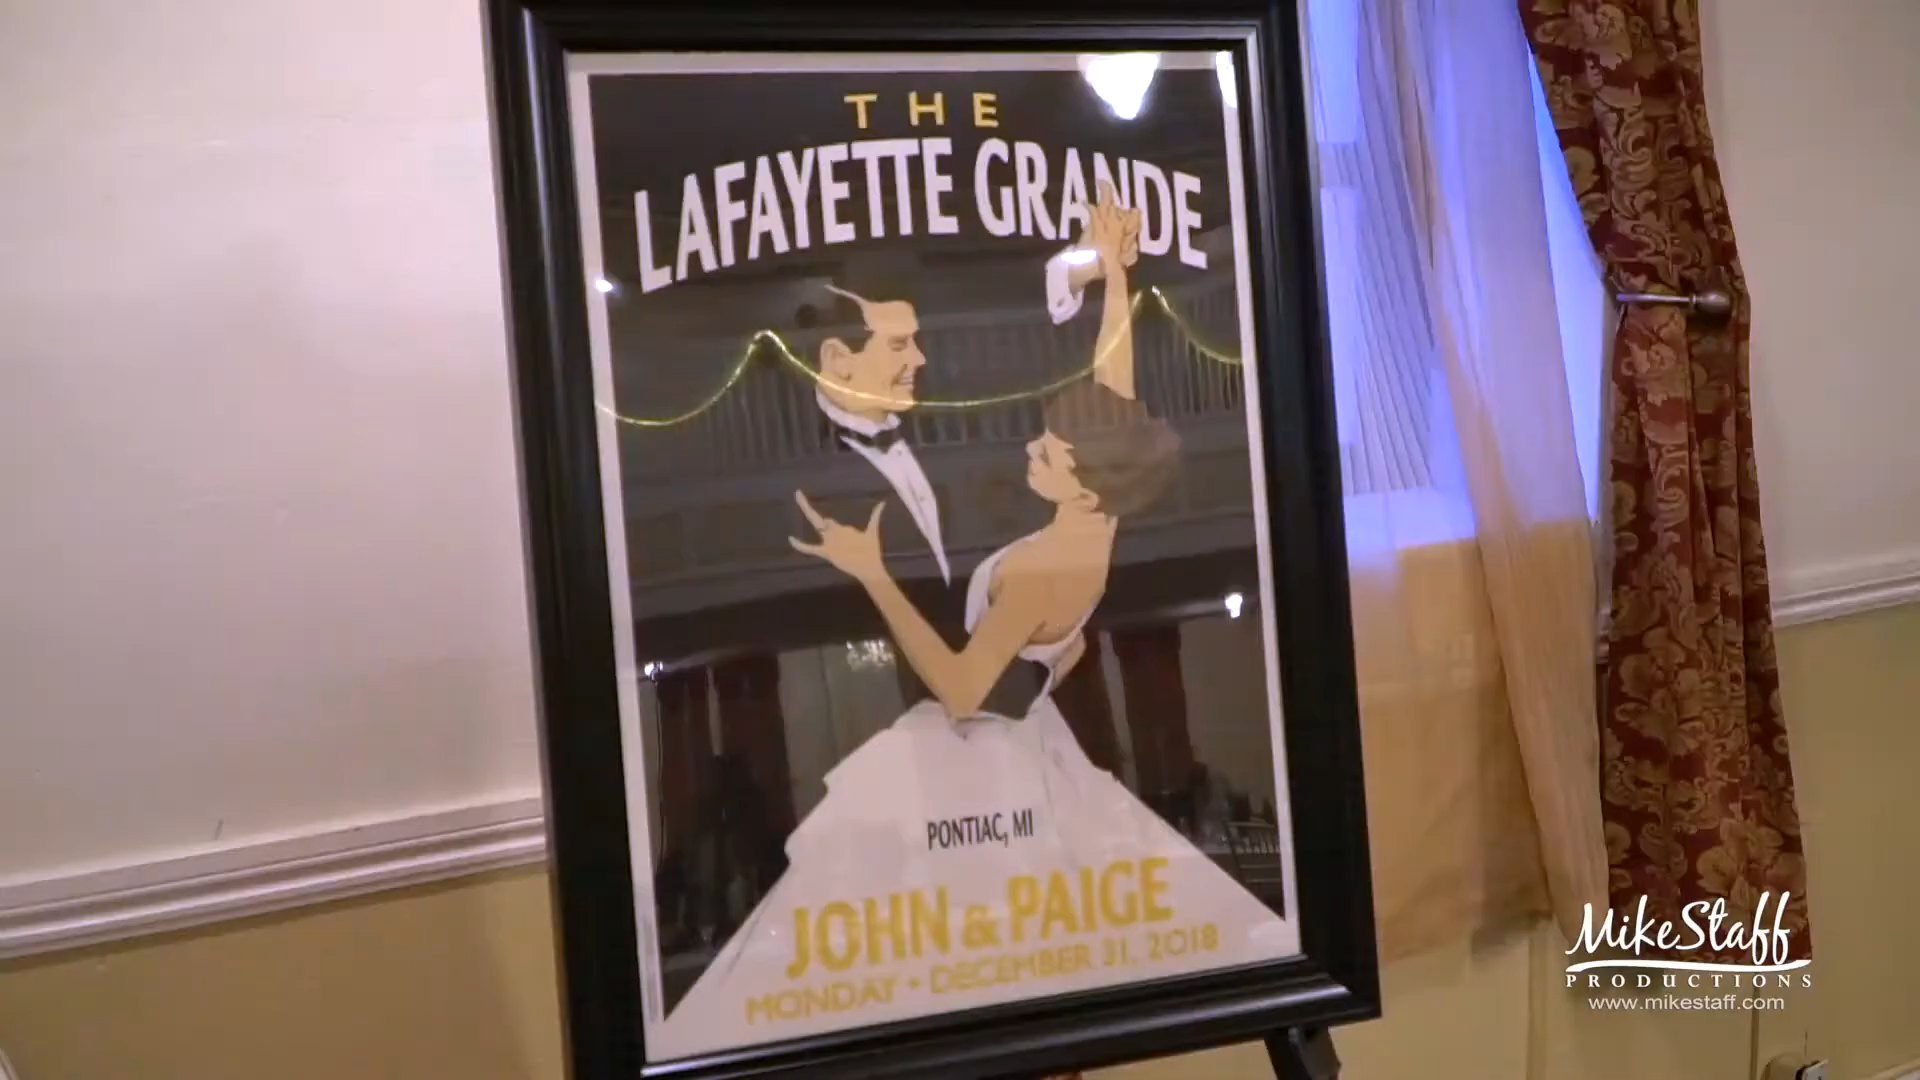 THE
LAFAYETTE GRANDE
PONTIAC, MI
JOHN & PAIGE
MONDAY • DECEMBER 31, 2018
MikeStaff
PRODUCTIONS
www.mikestaff.com